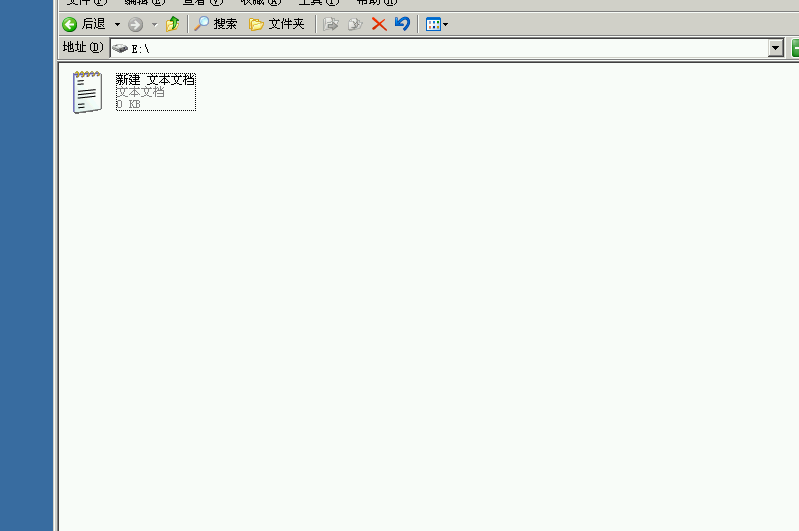 文件(F) 编辑(E) 查看(V) 收藏(A) 工具(T) 帮助(H)
后退 搜索 文件夹
地址(D) E:\
新建 文本文档
文本文档
0 KB